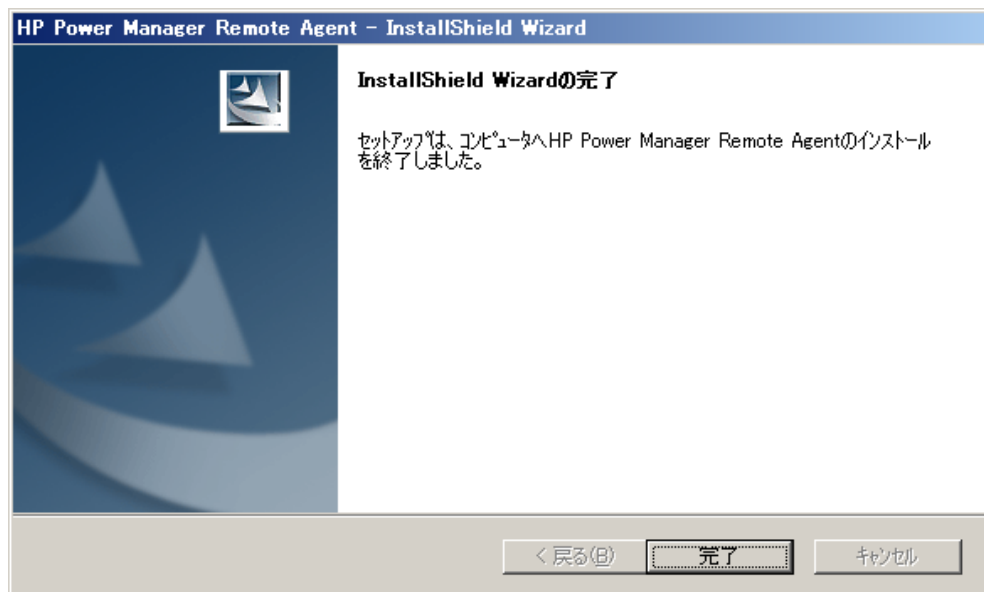 HP Power Manager Remote Agent - InstallShield Wizard
InstallShield Wizardの完了
セットアップは、コンピュータへHP Power Manager Remote Agentのインストール
を終了しました。
< 戻る(B)
完了
キャンセル